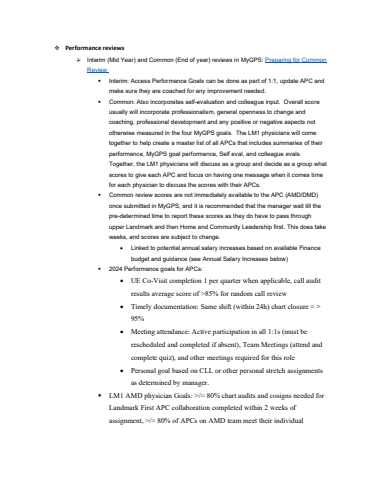 ❖ Performance reviews
➢ Interim (Mid Year) and Common (End of year) reviews in MyGPS: Preparing for Common
Review
▪ Interim: Access Performance Goals can be done as part of 1:1, update APC and
make sure they are coached for any improvement needed.
▪ Common: Also incorporates self-evaluation and colleague input. Overall score
usually will incorporate professionalism, general openness to change and
coaching, professional development and any positive or negative aspects not
otherwise measured in the four MyGPS goals. The LM1 physicians will come
together to help create a master list of all APCs that includes summaries of their
performance, MyGPS goal performance, Self eval, and colleague evals.
Together, the LM1 physicians will discuss as a group and decide as a group what
scores to give each APC and focus on having one message when it comes time
for each physician to discuss the scores with their APCs.
▪ Common review scores are not immediately available to the APC (AMD/DMD)
once submitted in MyGPS, and it is recommended that the manager wait till the
pre-determined time to report these scores as they do have to pass through
upper Landmark and then Home and Community Leadership first. This does take
weeks, and scores are subject to change.
• Linked to potential annual salary increases based on available Finance
budget and guidance (see Annual Salary Increases below)
▪ 2024 Performance goals for APCs:
• UE Co-Visit completion 1 per quarter when applicable, call audit
results average score of >85% for random call review
• Timely documentation: Same shift (within 24h) chart closure = >
95%
• Meeting attendance: Active participation in all 1:1s (must be
rescheduled and completed if absent), Team Meetings (attend and
complete quiz), and other meetings required for this role
• Personal goal based on CLL or other personal stretch assignments
as determined by manager.
▪ LM1 AMD physician Goals: >/= 80% chart audits and cosigns needed for
Landmark First APC collaboration completed within 2 weeks of
assignment, >/= 80% of APCs on AMD team meet their individual